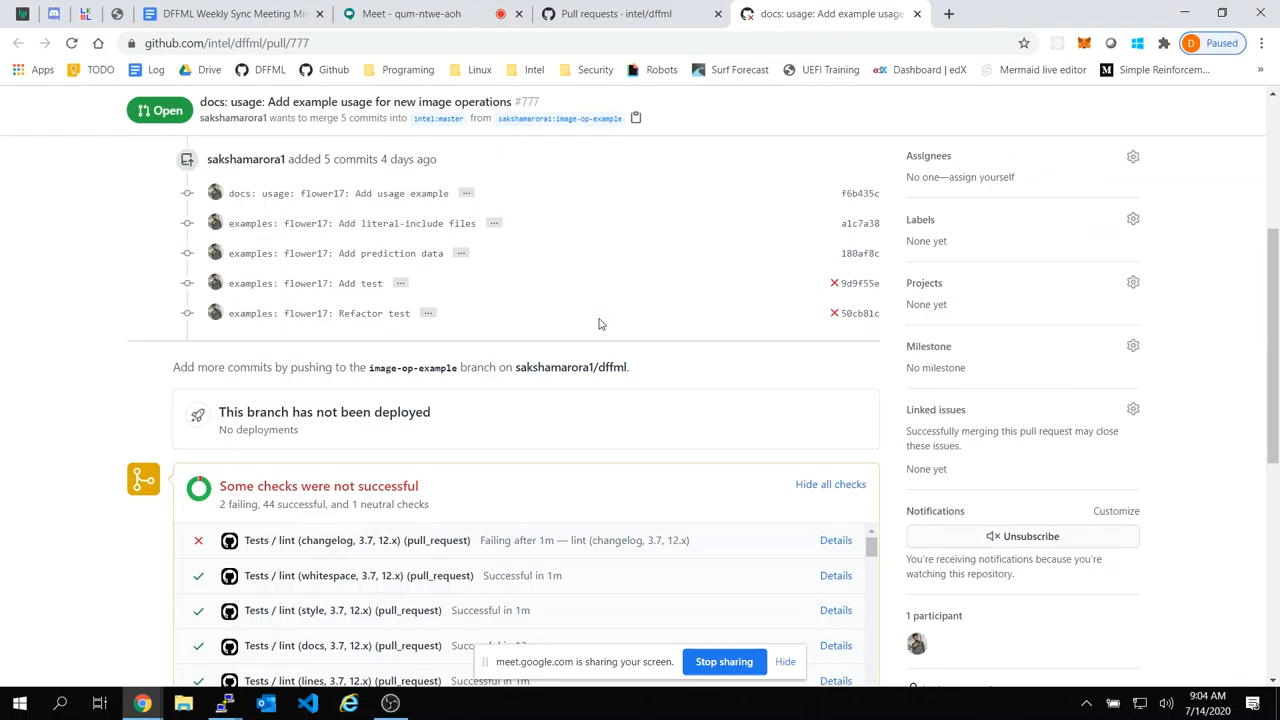 DFFML Weekly Sync Meeting Mi
Meet - qum-ntwe-aoh
Pull requests · intel/dffml
docs: usage: Add example usage
github.com/intel/dffml/pull/777
Paused
Apps
TODO
Log
Drive
DFFML
Github
Programing
Linux
Intel
Security
Robots
Surf Forecast
UEFI Training
Dashboard | edX
Mermaid live editor
Simple Reinforcem...
Open
docs: usage: Add example usage for new image operations #777
sakshamarora1 wants to merge 5 commits into intel:master from sakshamarora1:image-op-example
sakshamarora1 added 5 commits 4 days ago
docs: usage: flower17: Add usage example ... f6b435c
examples: flower17: Add literal-include files ... a1c7a38
examples: flower17: Add prediction data ... 180af8c
examples: flower17: Add test ... 9d9f55e
examples: flower17: Refactor test ... 50cb81c
Add more commits by pushing to the image-op-example branch on sakshamarora1/dffml.
This branch has not been deployed
No deployments
Some checks were not successful
Hide all checks
2 failing, 44 successful, and 1 neutral checks
Tests / lint (changelog, 3.7, 12.x) (pull_request) Failing after 1m — lint (changelog, 3.7, 12.x) Details
Tests / lint (whitespace, 3.7, 12.x) (pull_request) Successful in 1m Details
Tests / lint (style, 3.7, 12.x) (pull_request) Successful in 1m Details
Tests / lint (docs, 3.7, 12.x) (pull_request) Details
Tests / lint (lines, 3.7, 12.x) (pull_request) Details
Assignees
No one—assign yourself
Labels
None yet
Projects
None yet
Milestone
No milestone
Linked issues
Successfully merging this pull request may close
these issues.
None yet
Notifications
Customize
Unsubscribe
You're receiving notifications because you're
watching this repository.
1 participant
meet.google.com is sharing your screen.
Stop sharing
Hide
9:04 AM
7/14/2020